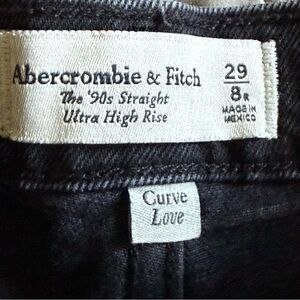 Abercrombie & Fitch
The '90s Straight
Ultra High Rise
29
8R
MADE IN
MEXICO
Curve
Love